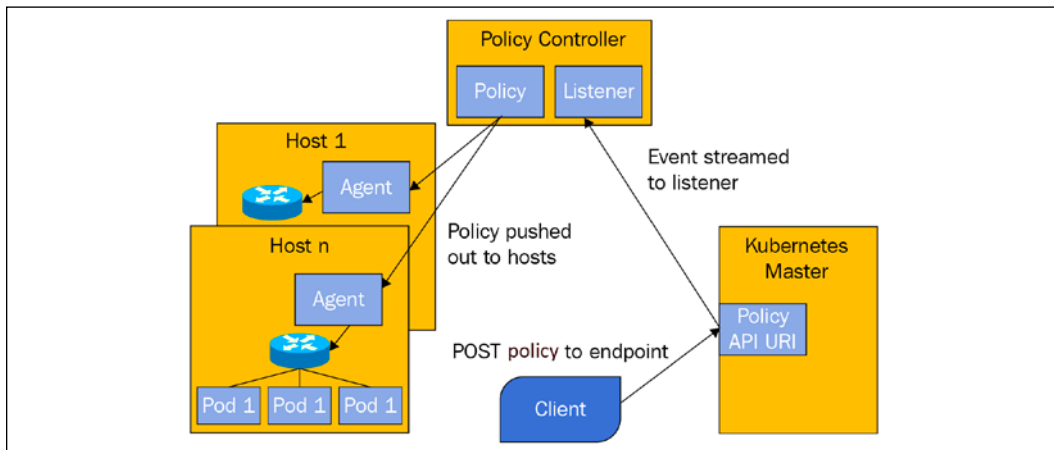 Policy Controller
Policy
Listener
Host 1
Agent
Event streamed
to listener
Host n
Agent
Policy pushed
out to hosts
Kubernetes
Master
Policy
API URI
POST policy to endpoint
Client
Pod 1
Pod 1
Pod 1